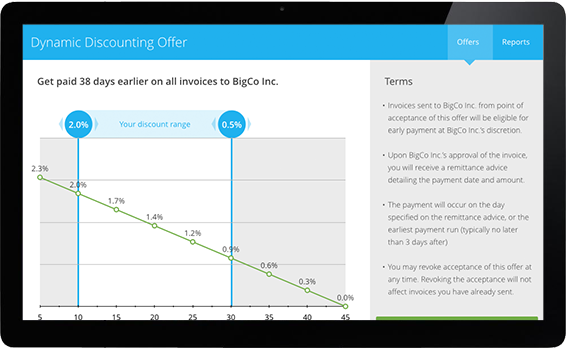 Dynamic Discounting Offer
Offers
Reports
Get paid 38 days earlier on all invoices to BigCo Inc.
2.0%
Your discount range
0.5%
2.3%
2.0%
1.7%
1.4%
1.2%
0.9%
0.6%
0.3%
0.0%
5
10
15
20
25
30
35
40
45
Terms
• Invoices sent to BigCo Inc. from point of
acceptance of this offer will be eligible for
early payment at BigCo Inc.'s discretion.
• Upon BigCo Inc.'s approval of the invoice,
you will receive a remittance advice
detailing the payment date and amount.
• The payment will occur on the day
specified on the remittance advice, or the
earliest payment run (typically no later
than 3 days after)
• You may revoke acceptance of this offer at
any time. Revoking the acceptance will not
affect invoices you have already sent.